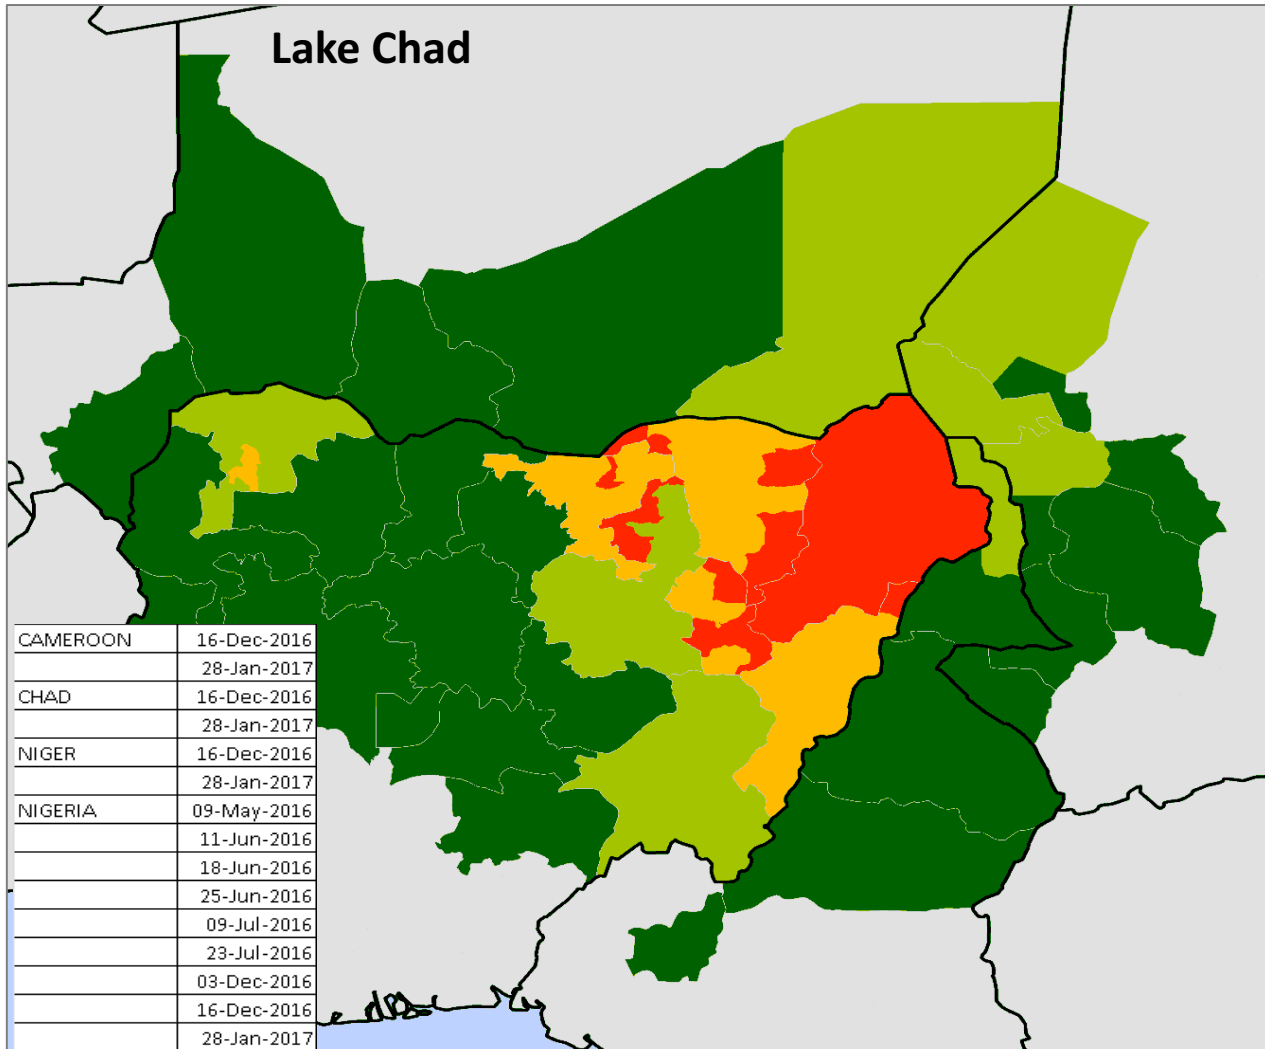 Lake Chad
CAMEROON 16-Dec-2016
28-Jan-2017
CHAD 16-Dec-2016
28-Jan-2017
NIGER 16-Dec-2016
28-Jan-2017
NIGERIA 09-May-2016
11-Jun-2016
18-Jun-2016
25-Jun-2016
09-Jul-2016
23-Jul-2016
03-Dec-2016
16-Dec-2016
28-Jan-2017